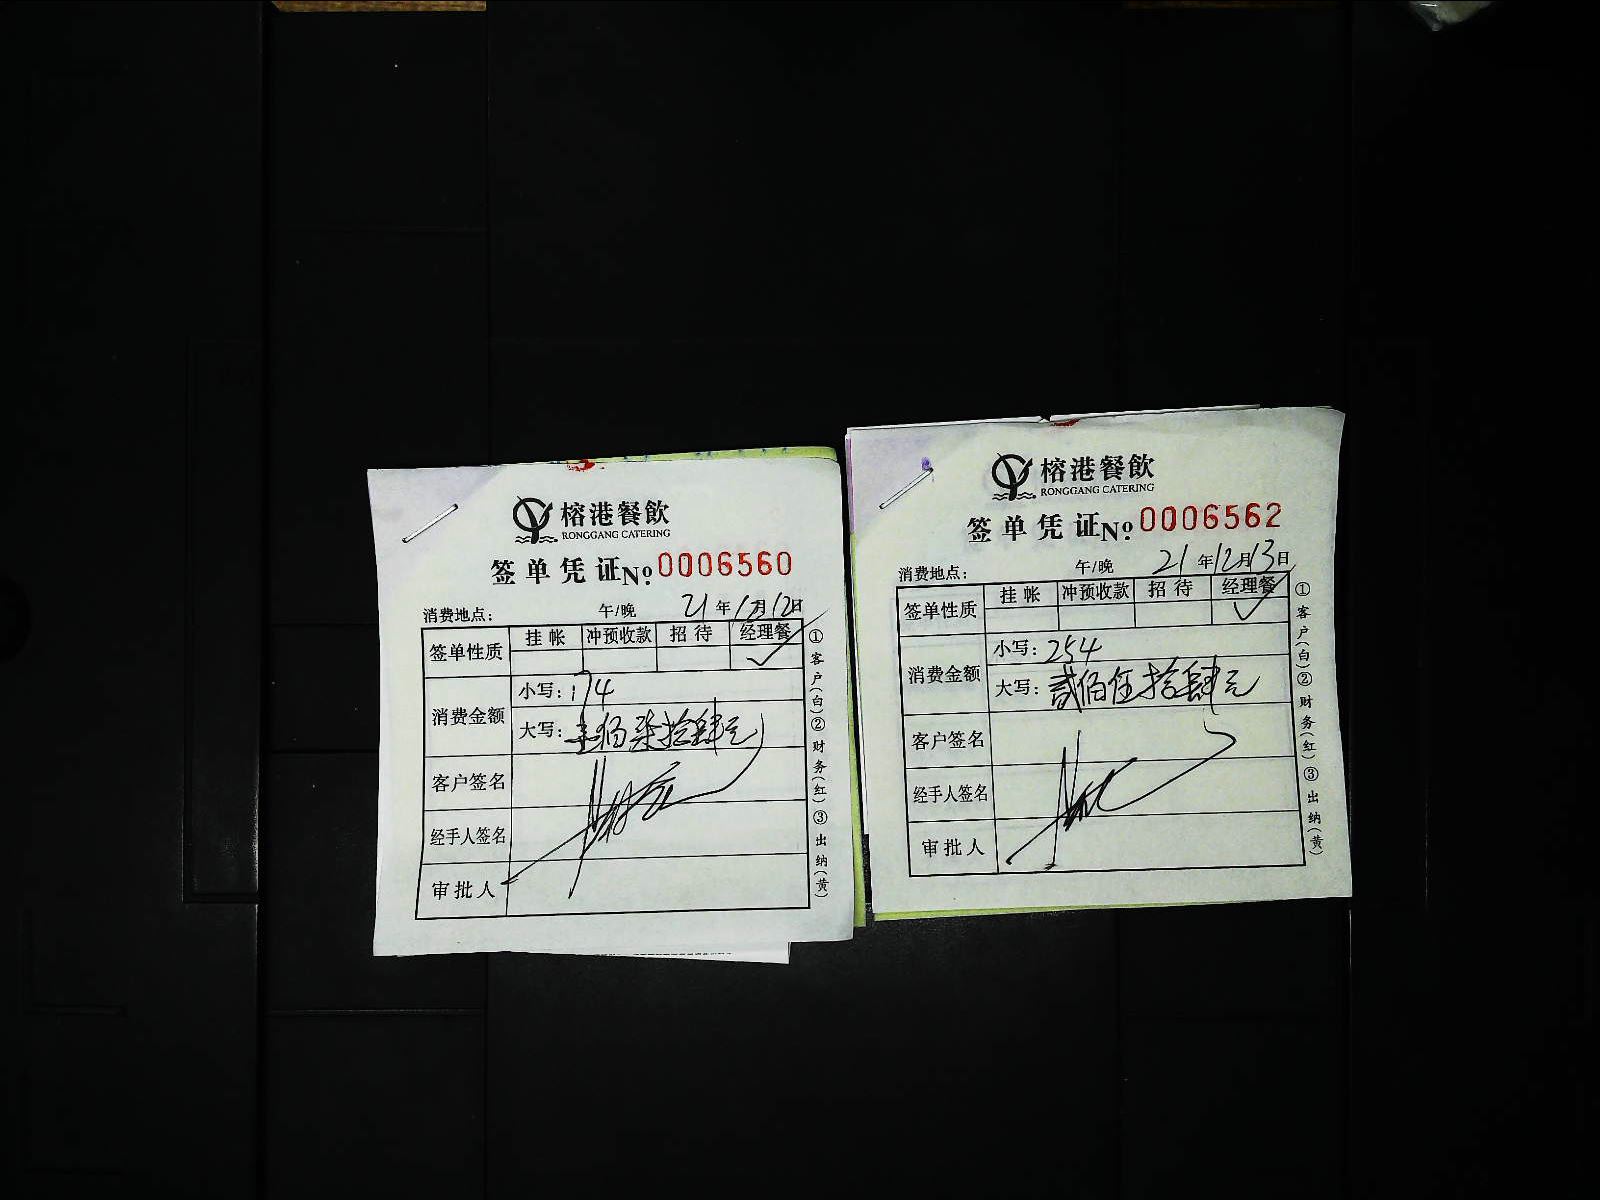 榕港餐飲
RONGGANG CATERING
签单凭证 No. 0006560
消费地点: 午/晚 21年12月12日
签单性质 挂帐 冲预收款 招待 经理餐
✓
消费金额 小写: 174
大写: 壹佰柒拾肆元
客户签名
经手人签名
审批人
①客户(白)②财务(红)③出纳(黄)
榕港餐飲
RONGGANG CATERING
签单凭证 No. 0006562
消费地点: 午/晚 21年12月13日
签单性质 挂帐 冲预收款 招待 经理餐
✓
消费金额 小写: 254
大写: 贰佰伍拾肆元
客户签名
经手人签名
审批人
①客户(白)②财务(红)③出纳(黄)